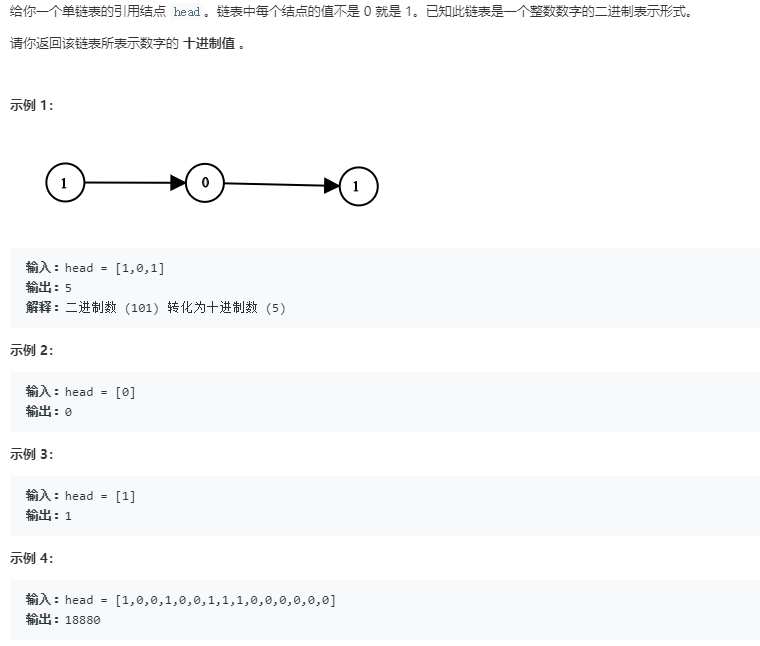 给你一个单链表的引用结点 head。链表中每个结点的值不是 0 就是 1。已知此链表是一个整数数字的二进制表示形式。
请你返回该链表所表示数字的 十进制值 。
示例 1：
1
0
1
输入：head = [1,0,1]
输出：5
解释：二进制数 (101) 转化为十进制数 (5)
示例 2：
输入：head = [0]
输出：0
示例 3：
输入：head = [1]
输出：1
示例 4：
输入：head = [1,0,0,1,0,0,1,1,1,0,0,0,0,0,0]
输出：18880